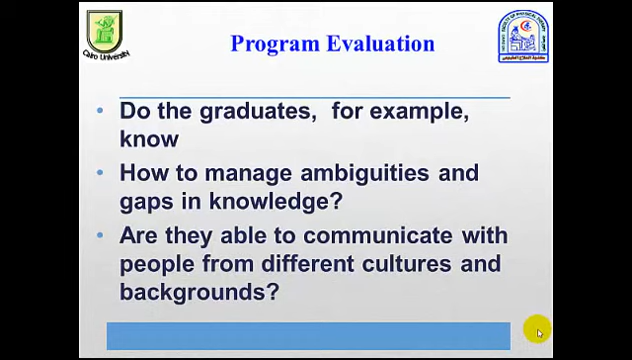 Program Evaluation
Cairo University
• Do the graduates, for example,
know
• How to manage ambiguities and
gaps in knowledge?
• Are they able to communicate with
people from different cultures and
backgrounds?